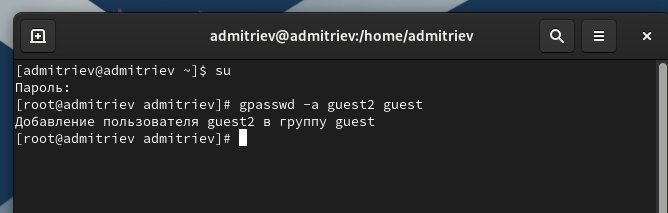 admitriev@admitriev:/home/admitriev
[admitriev@admitriev ~]$ su
Пароль:
[root@admitriev admitriev]# gpasswd -a guest2 guest
Добавление пользователя guest2 в группу guest
[root@admitriev admitriev]#